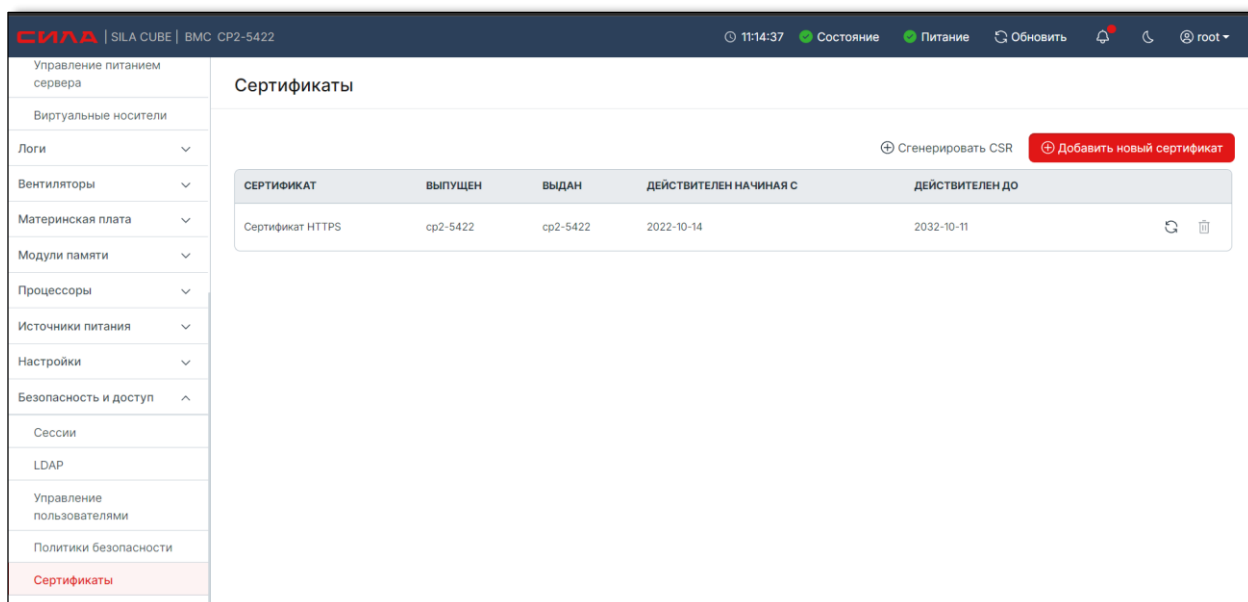 СИЛА | SILA CUBE | BMC CP2-5422 11:14:37 Состояние Питание Обновить root
Управление питанием
сервера
Виртуальные носители
Логи
Вентиляторы
Материнская плата
Модули памяти
Процессоры
Источники питания
Настройки
Безопасность и доступ
Сессии
LDAP
Управление
пользователями
Политики безопасности
Сертификаты
Сертификаты
Сгенерировать CSR Добавить новый сертификат
СЕРТИФИКАТ ВЫПУЩЕН ВЫДАН ДЕЙСТВИТЕЛЕН НАЧИНАЯ С ДЕЙСТВИТЕЛЕН ДО
Сертификат HTTPS cp2-5422 cp2-5422 2022-10-14 2032-10-11